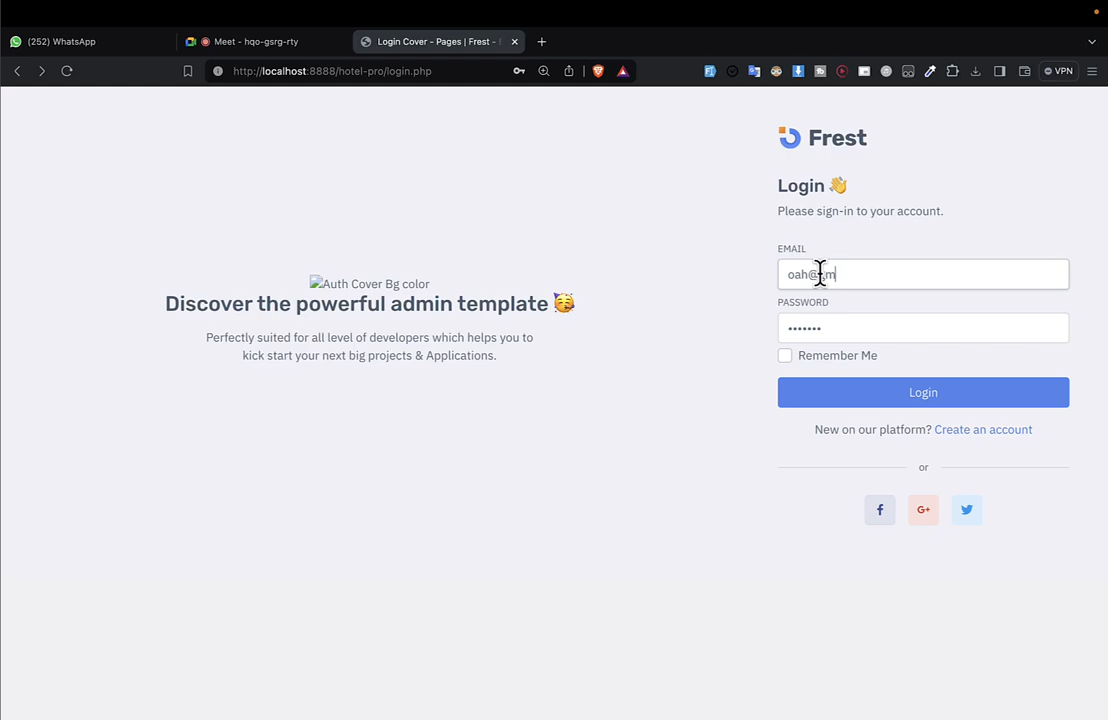 (252) WhatsApp
Meet - hqo-gsrg-rty
Login Cover - Pages | Frest -
http://localhost:8888/hotel-pro/login.php
VPN
Frest
Login 👋
Please sign-in to your account.
EMAIL
PASSWORD
•••••••
Remember Me
Login
New on our platform? Create an account
or
G+
Auth Cover Bg color
Discover the powerful admin template 🥳
Perfectly suited for all level of developers which helps you to
kick start your next big projects & Applications.